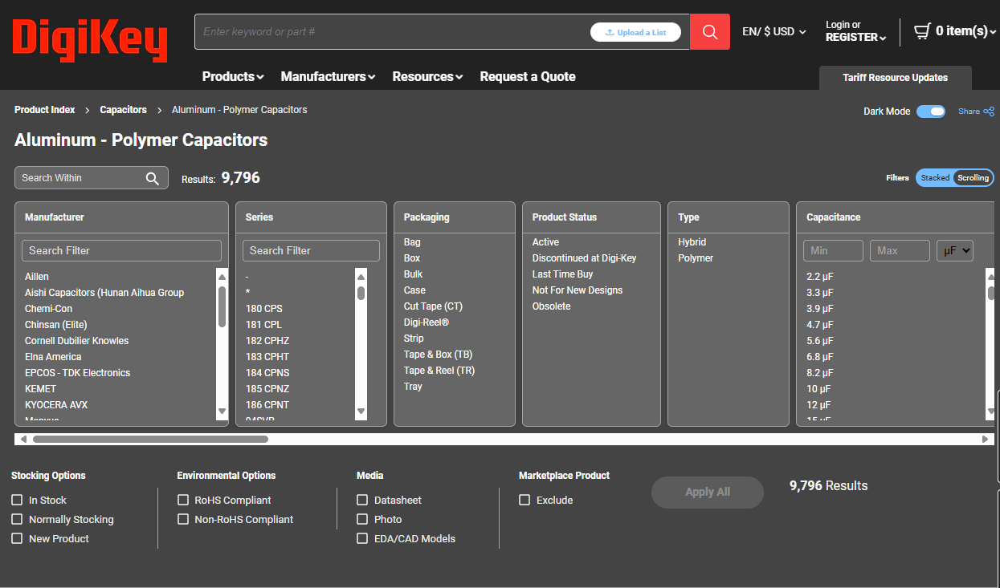 DigiKey
Enter keyword or part #
Upload a List
EN/ $ USD
Login or
REGISTER
0 item(s)
Products
Manufacturers
Resources
Request a Quote
Tariff Resource Updates
Product Index > Capacitors > Aluminum - Polymer Capacitors
Dark Mode
Share
Aluminum - Polymer Capacitors
Search Within
Results: 9,796
Filters
Stacked
Scrolling
Manufacturer
Search Filter
Aillen
Aishi Capacitors (Hunan Aihua Group
Chemi-Con
Chinsan (Elite)
Cornell Dubilier Knowles
Elna America
EPCOS - TDK Electronics
KEMET
KYOCERA AVX
Series
Search Filter
-
*
180 CPS
181 CPL
182 CPHZ
183 CPHT
184 CPNS
185 CPNZ
186 CPNT
94SVP
Packaging
Bag
Box
Bulk
Case
Cut Tape (CT)
Digi-Reel®
Strip
Tape & Box (TB)
Tape & Reel (TR)
Tray
Product Status
Active
Discontinued at Digi-Key
Last Time Buy
Not For New Designs
Obsolete
Type
Hybrid
Polymer
Capacitance
Min
Max
µF
2.2 µF
3.3 µF
3.9 µF
4.7 µF
5.6 µF
6.8 µF
8.2 µF
10 µF
12 µF
15 µF
Stocking Options
In Stock
Normally Stocking
New Product
Environmental Options
RoHS Compliant
Non-RoHS Compliant
Media
Datasheet
Photo
EDA/CAD Models
Marketplace Product
Exclude
Apply All
9,796 Results